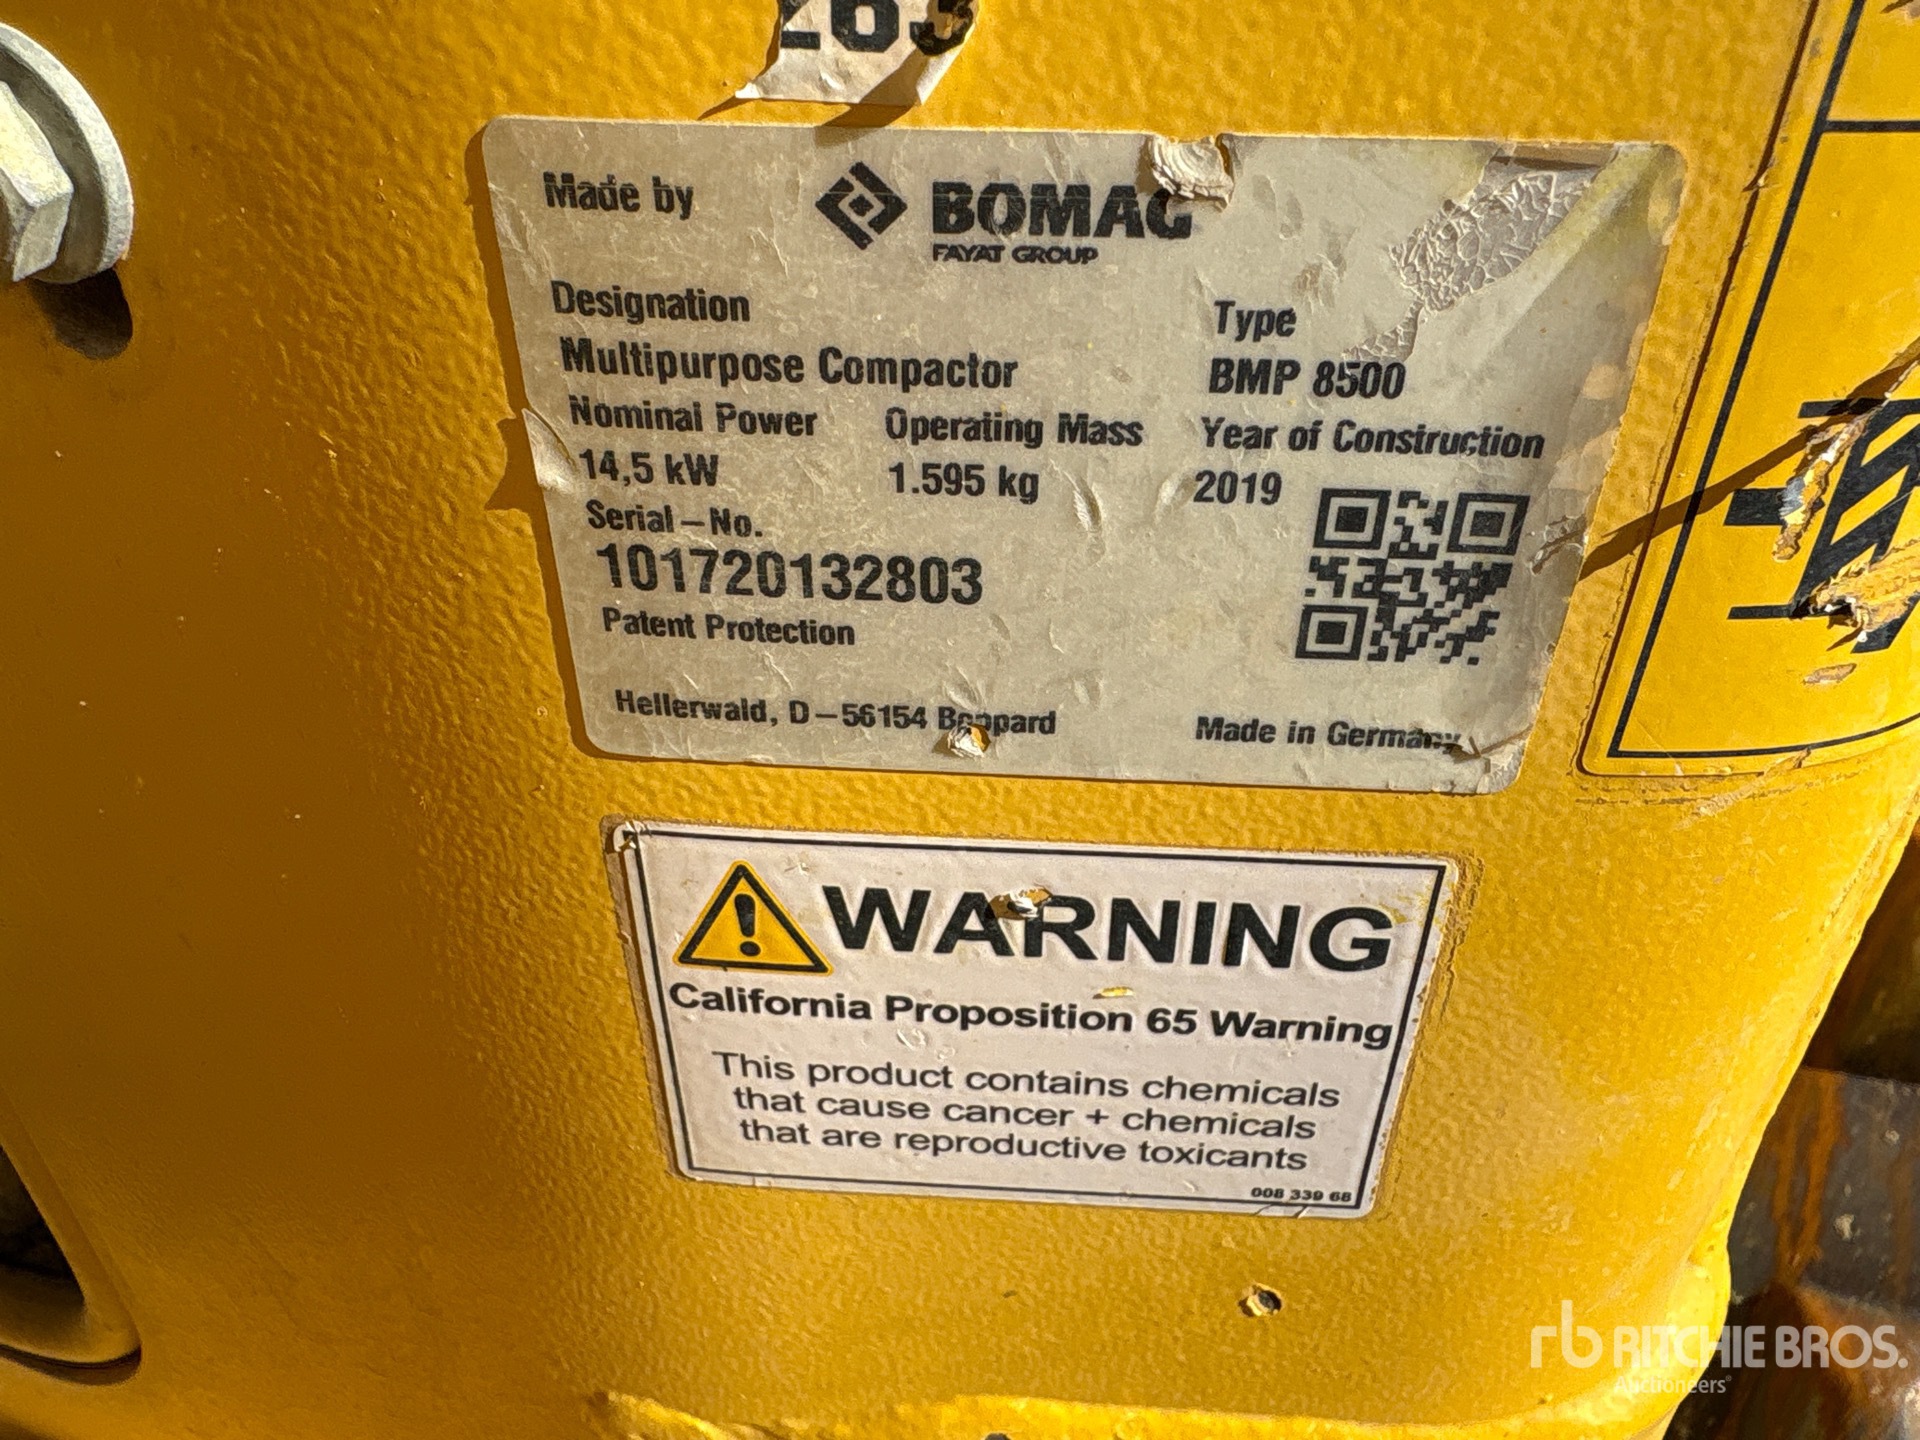 Made by
BOMAG
FAYAT GROUP
Designation
Type
Multipurpose Compactor
BMP 8500
Nominal Power
Operating Mass
Year of Construction
14,5 kW
1.595 kg
2019
Serial-No.
101720132803
Patent Protection
Hellerwald, D-56154 Boppard
Made in Germany
WARNING
California Proposition 65 Warning
This product contains chemicals
that cause cancer + chemicals
that are reproductive toxicants
008 339 68
rb RITCHIE BROS.
Auctioneers®